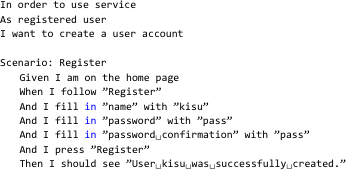 In order to use service
As registered user
I want to create a user account
Scenario: Register
Given I am on the home page
When I follow ”Register”
And I fill in ”name” with ”kisu”
And I fill in ”password” with ”pass”
And I fill in ”password␣confirmation” with ”pass”
And I press ”Register”
Then I should see ”User␣kisu␣was␣successfully␣created.”